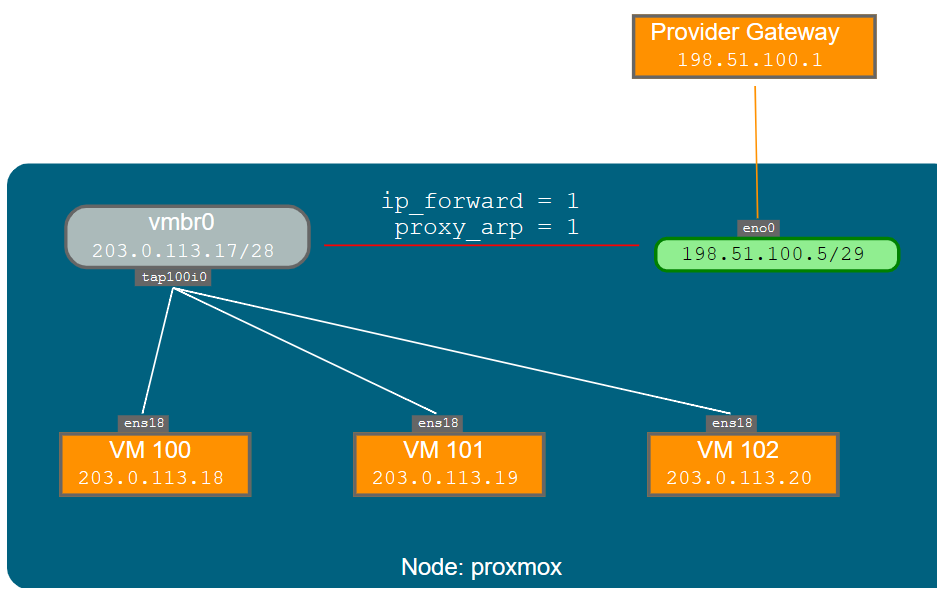 Provider Gateway
198.51.100.1
ip_forward = 1
proxy_arp = 1
vmbr0
203.0.113.17/28
tap100i0
eno0
198.51.100.5/29
ens18
VM 100
203.0.113.18
ens18
VM 101
203.0.113.19
ens18
VM 102
203.0.113.20
Node: proxmox